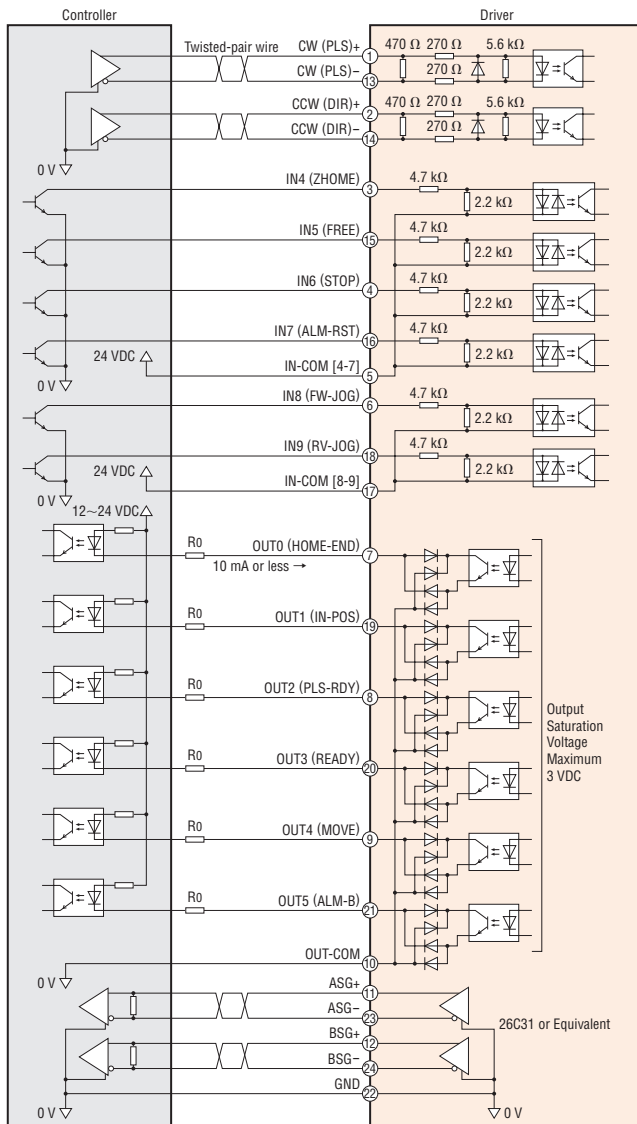 Controller
Driver
Twisted-pair wire
CW (PLS)+
1
470 Ω
270 Ω
5.6 kΩ
CW (PLS)−
13
270 Ω
CCW (DIR)+
2
470 Ω
270 Ω
5.6 kΩ
CCW (DIR)−
14
270 Ω
0 V
IN4 (ZHOME)
3
4.7 kΩ
2.2 kΩ
IN5 (FREE)
15
4.7 kΩ
2.2 kΩ
IN6 (STOP)
4
4.7 kΩ
2.2 kΩ
IN7 (ALM-RST)
16
4.7 kΩ
2.2 kΩ
24 VDC
IN-COM [4-7]
5
0 V
IN8 (FW-JOG)
6
4.7 kΩ
2.2 kΩ
IN9 (RV-JOG)
18
4.7 kΩ
2.2 kΩ
24 VDC
IN-COM [8-9]
17
0 V
12~24 VDC
R0
OUT0 (HOME-END)
7
10 mA or less →
R0
OUT1 (IN-POS)
19
R0
OUT2 (PLS-RDY)
8
Output
Saturation
Voltage
Maximum
3 VDC
R0
OUT3 (READY)
20
R0
OUT4 (MOVE)
9
R0
OUT5 (ALM-B)
21
OUT-COM
10
0 V
ASG+
11
ASG−
23
26C31 or Equivalent
BSG+
12
BSG−
24
GND
22
0 V
0 V